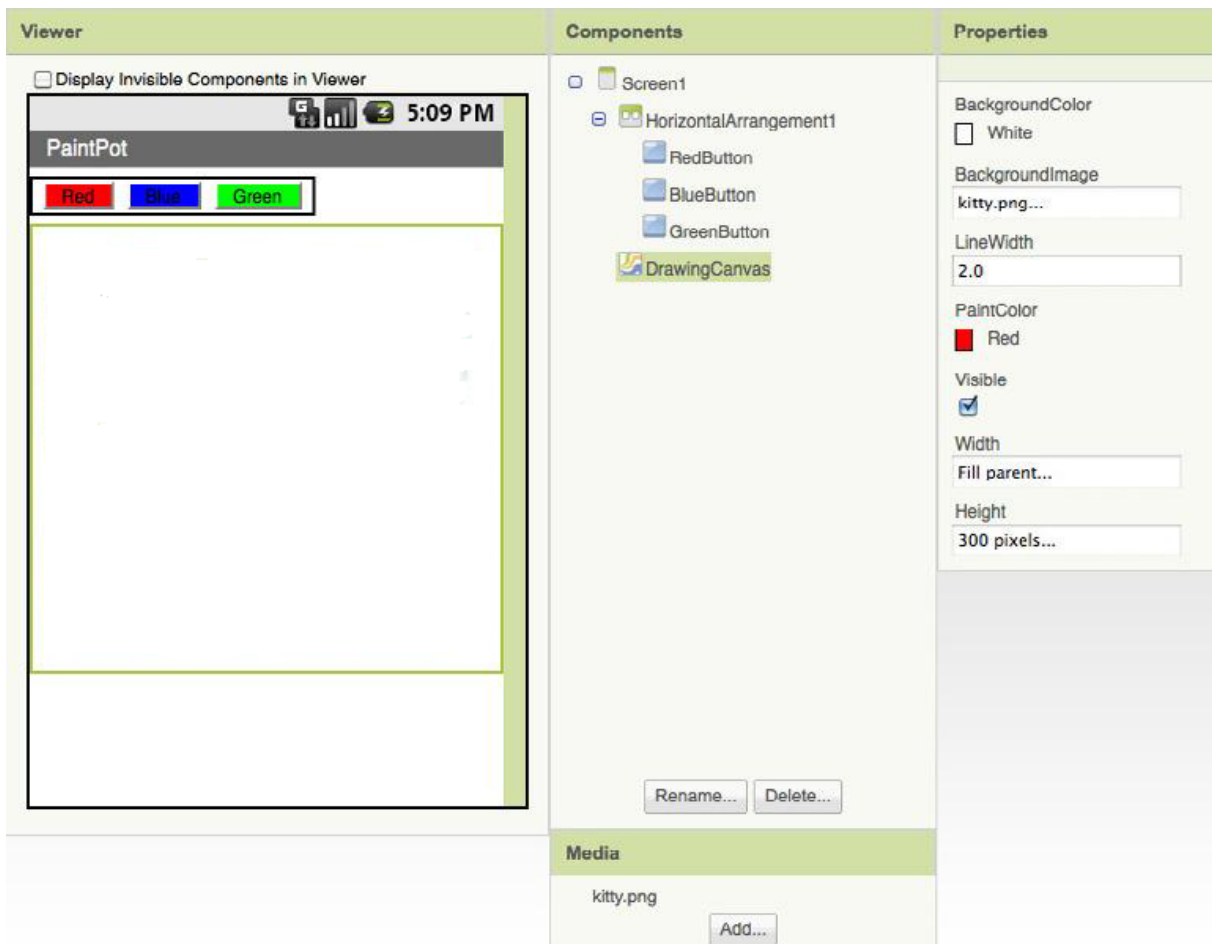 Viewer
Display Invisible Components in Viewer
5:09 PM
PaintPot
Red Blue Green
Components
Screen1
HorizontalArrangement1
RedButton
BlueButton
GreenButton
DrawingCanvas
Rename... Delete...
Media
kitty.png
Add...
Properties
BackgroundColor
White
BackgroundImage
kitty.png...
LineWidth
2.0
PaintColor
Red
Visible
Width
Fill parent...
Height
300 pixels...